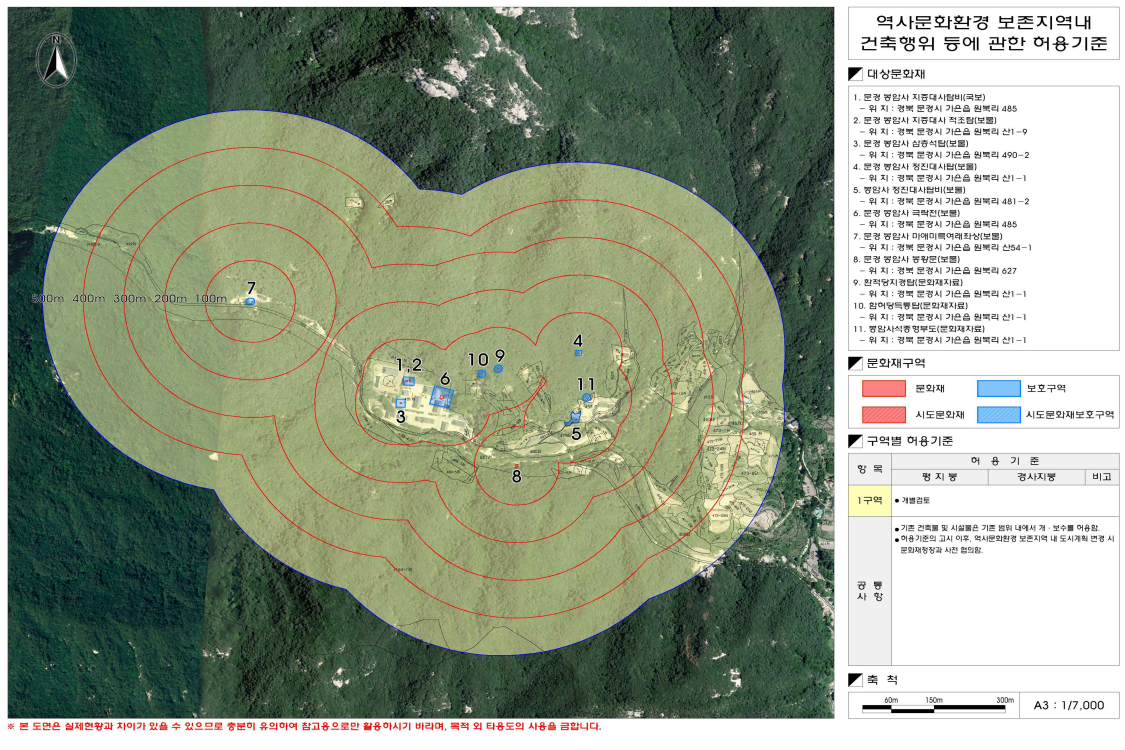 역사문화환경 보존지역내
건축행위 등에 관한 허용기준
N
대상문화재
1. 문경 봉암사 지증대사탑비(국보)
- 위 치 : 경북 문경시 가은읍 원북리 485
2. 문경 봉암사 지증대사 적조탑(보물)
- 위 치 : 경북 문경시 가은읍 원북리 산1-9
3. 문경 봉암사 삼층석탑(보물)
- 위 치 : 경북 문경시 가은읍 원북리 490-2
4. 문경 봉암사 정진대사탑(보물)
- 위 치 : 경북 문경시 가은읍 원북리 산1-1
5. 봉암사 정진대사탑비(보물)
- 위 치 : 경북 문경시 가은읍 원북리 481-2
6. 문경 봉암사 극락전(보물)
- 위 치 : 경북 문경시 가은읍 원북리 485
7. 문경 봉암사 마애미륵여래좌상(보물)
- 위 치 : 경북 문경시 가은읍 원북리 산54-1
8. 문경 봉암사 봉황문(보물)
- 위 치 : 경북 문경시 가은읍 원북리 627
9. 환적당지경탑(문화재자료)
- 위 치 : 경북 문경시 가은읍 원북리 산1-1
10. 함허당득통탑(문화재자료)
- 위 치 : 경북 문경시 가은읍 원북리 산1-1
11. 봉암사석종형부도(문화재자료)
- 위 치 : 경북 문경시 가은읍 원북리 산1-1
500m 400m 300m 200m 100m
7
4
1,2
10
9
6
11
3
5
8
문화재구역
문화재
보호구역
시도문화재
시도문화재보호구역
구역별 허용기준
항 목
허 용 기 준
평지붕
경사지붕
비고
1구역
● 개별검토
공 통
사 항
● 기존 건축물 및 시설물은 기존 범위 내에서 개·보수를 허용함.
● 허용기준의 고시 이후, 역사문화환경 보존지역 내 도시계획 변경 시
문화재청장과 사전 협의함.
축 척
60m 150m 300m
A3 : 1/7,000
※ 본 도면은 실제현황과 차이가 있을 수 있으므로 충분히 유의하여 참고용으로만 활용하시기 바라며, 목적 외 타용도의 사용을 금합니다.